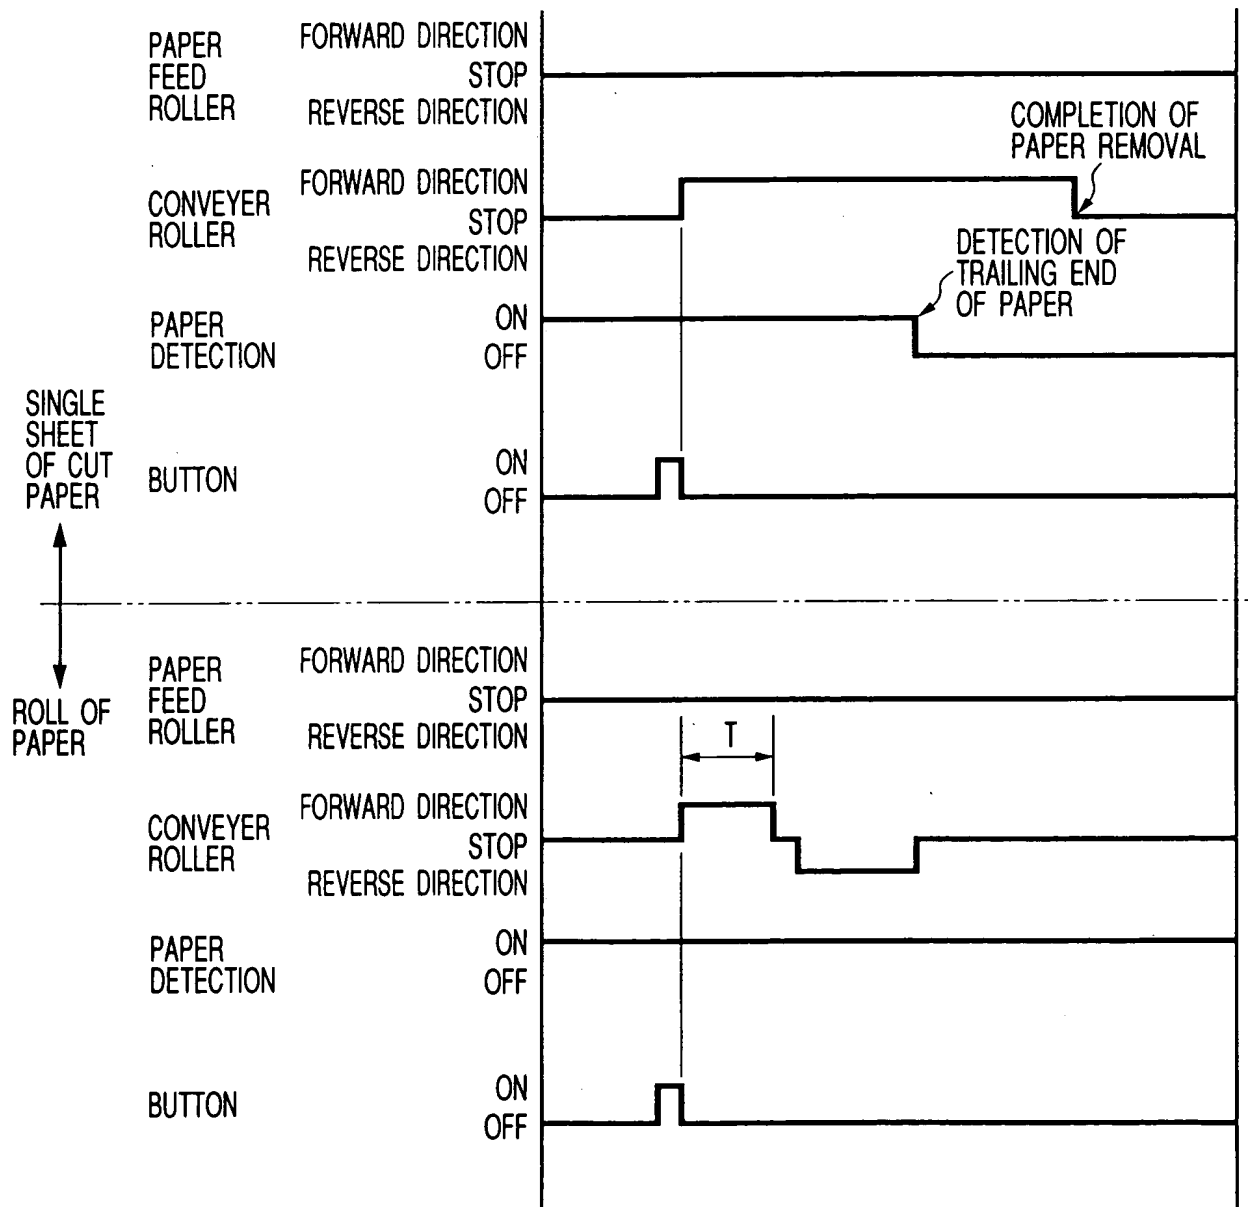 PAPER
FEED
ROLLER
FORWARD DIRECTION
STOP
REVERSE DIRECTION
COMPLETION OF
PAPER REMOVAL
CONVEYER
ROLLER
FORWARD DIRECTION
STOP
REVERSE DIRECTION
DETECTION OF
TRAILING END
OF PAPER
PAPER
DETECTION
ON
OFF
SINGLE
SHEET
OF CUT
PAPER
BUTTON
ON
OFF
ROLL OF
PAPER
PAPER
FEED
ROLLER
FORWARD DIRECTION
STOP
REVERSE DIRECTION
T
CONVEYER
ROLLER
FORWARD DIRECTION
STOP
REVERSE DIRECTION
PAPER
DETECTION
ON
OFF
BUTTON
ON
OFF